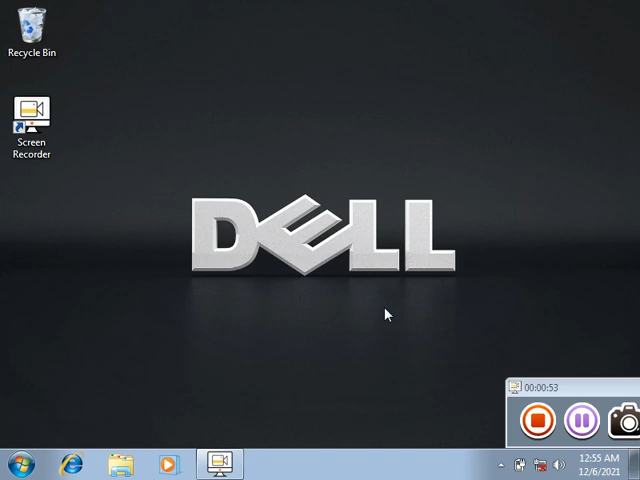 Recycle Bin
Screen
Recorder
DELL
00:00:53
12:55 AM
12/6/2021